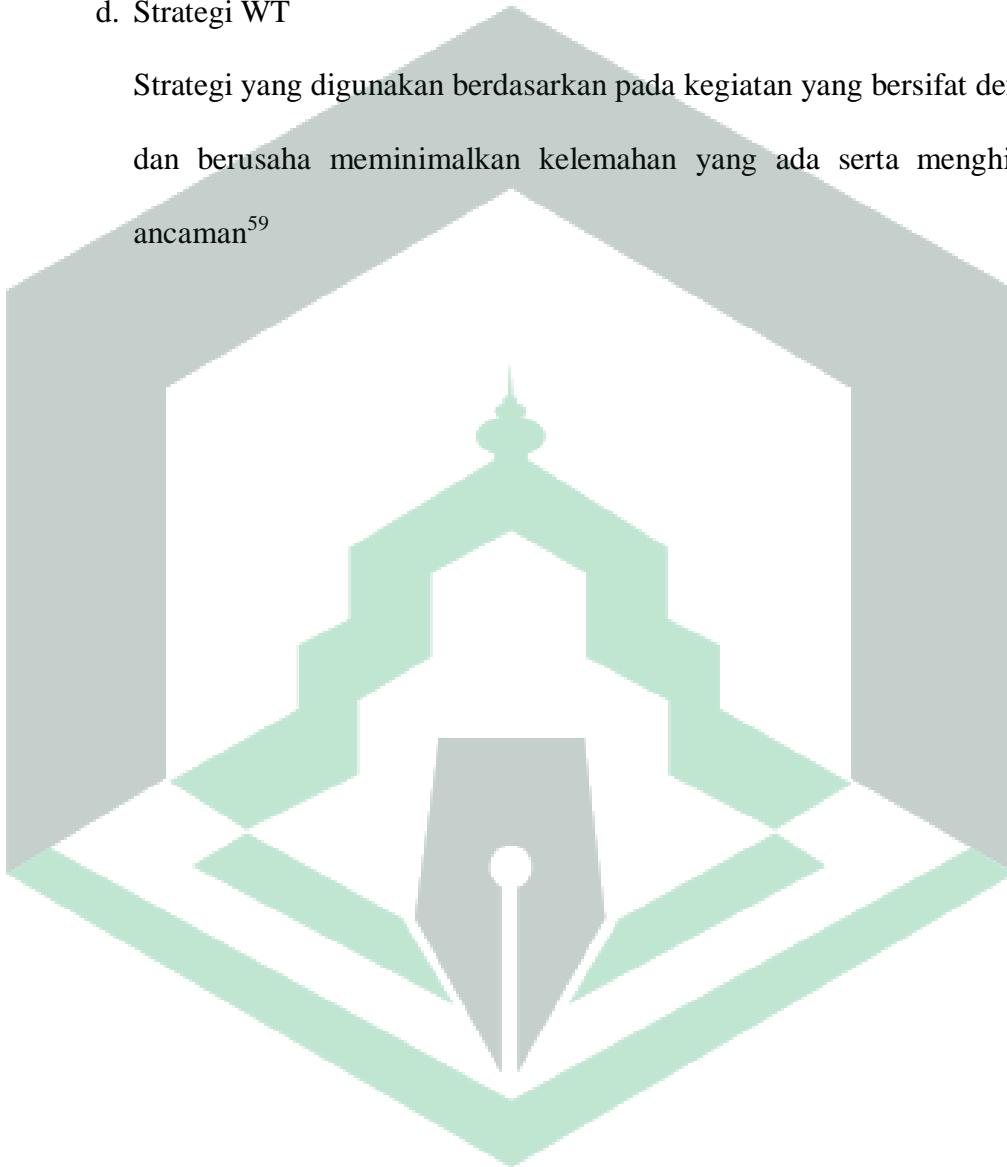 d. Strategi WT
Strategi yang digunakan berdasarkan pada kegiatan yang bersifat
dan berusaha meminimalkan kelemahan yang ada serta
ancaman⁵⁹